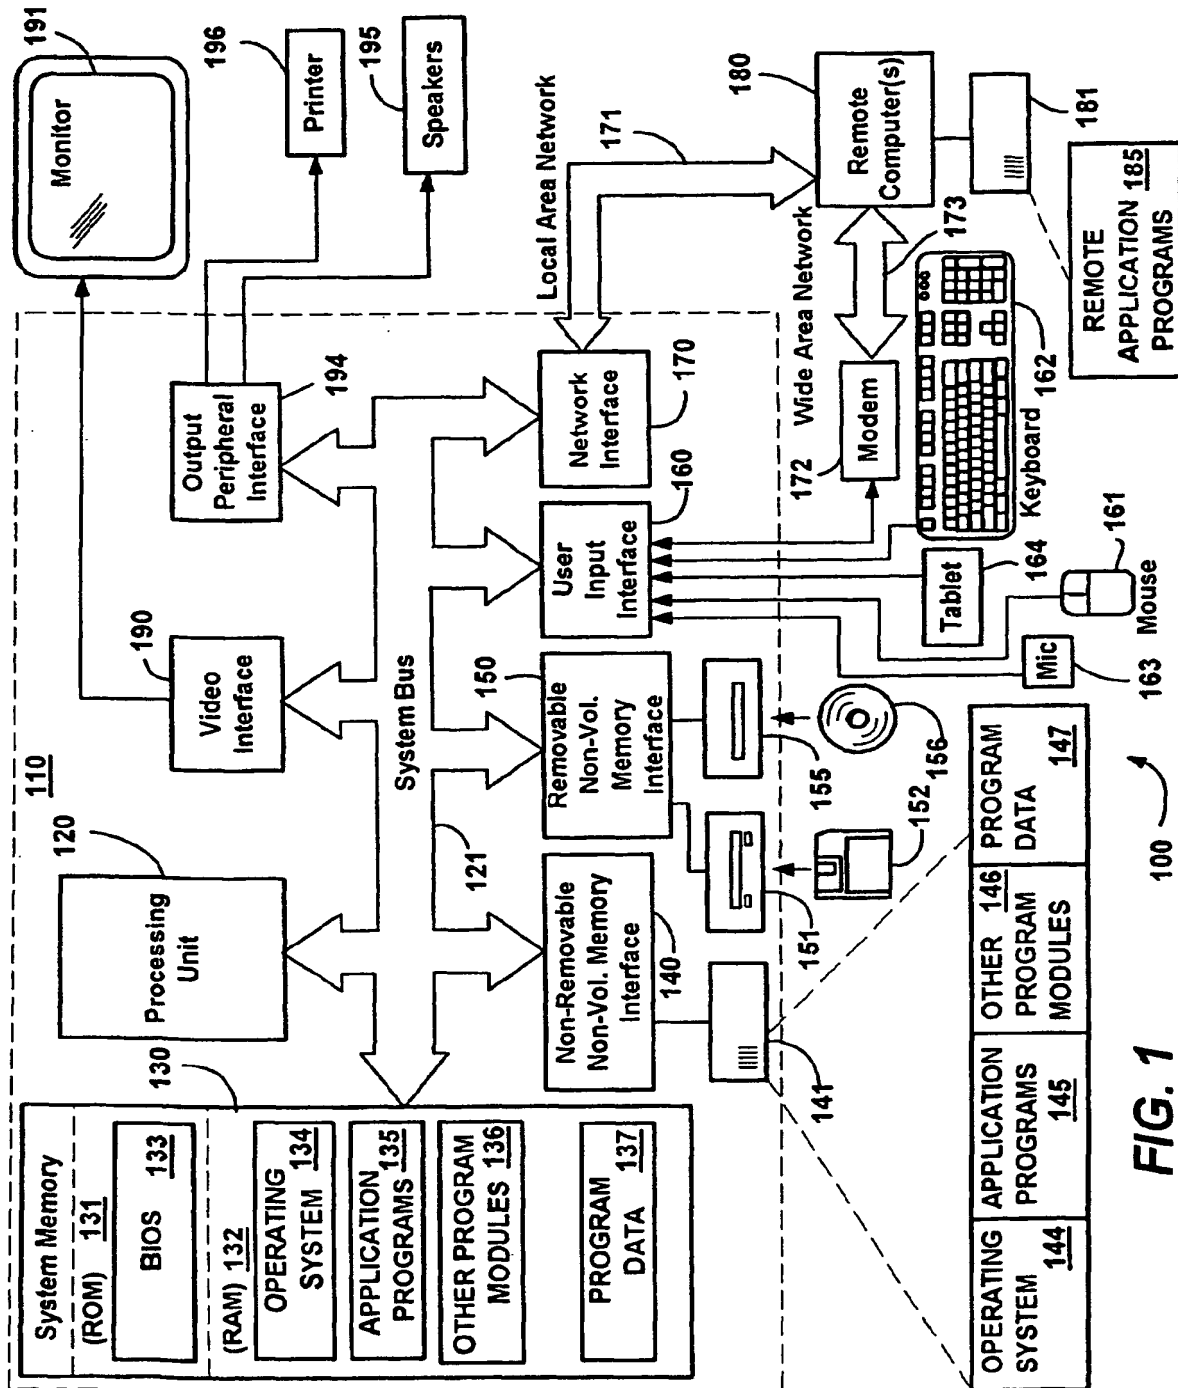 System Memory
(ROM) 131
BIOS 133
(RAM) 132
OPERATING
SYSTEM 134
APPLICATION
PROGRAMS 135
OTHER PROGRAM
MODULES 136
PROGRAM
DATA 137
130
Processing
Unit
120
110
Video
Interface
190
Output
Peripheral
Interface
194
Monitor
191
Printer
196
Speakers
195
System Bus
121
Non-Removable
Non-Vol. Memory
Interface
140
Removable
Non-Vol.
Memory
Interface
150
User
Input
Interface
160
Network
Interface
170
Local Area Network
171
141
151
152
155
156
Wide Area Network
Modem
172
173
Remote
Computer(s)
180
181
REMOTE
APPLICATION 185
PROGRAMS
Keyboard
162
Tablet
164
Mouse
161
Mic
163
OPERATING
SYSTEM 144
APPLICATION
PROGRAMS
145
OTHER 146
PROGRAM
MODULES
PROGRAM
DATA 147
100
FIG. 1